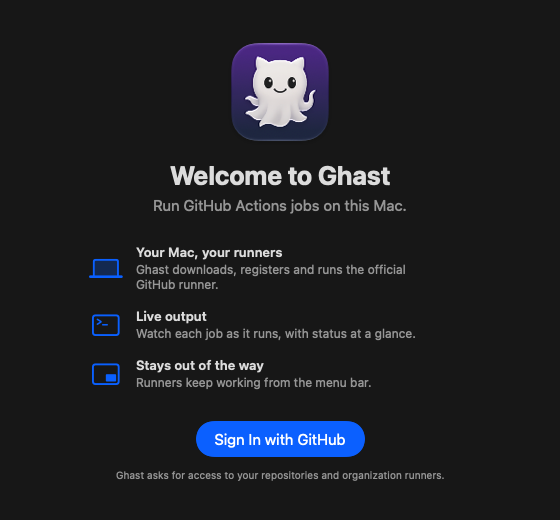 Welcome to Ghast
Run GitHub Actions jobs on this Mac.
Your Mac, your runners
Ghast downloads, registers and runs the official
GitHub runner.
Live output
Watch each job as it runs, with status at a glance.
Stays out of the way
Runners keep working from the menu bar.
Sign In with GitHub
Ghast asks for access to your repositories and organization runners.